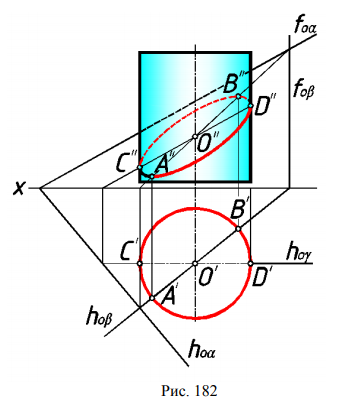 f₀α
B"
f₀β
D"
A"
C"
O"
x
B'
C'
h₀γ
O' D'
A'
h₀β
h₀α
Рис. 182